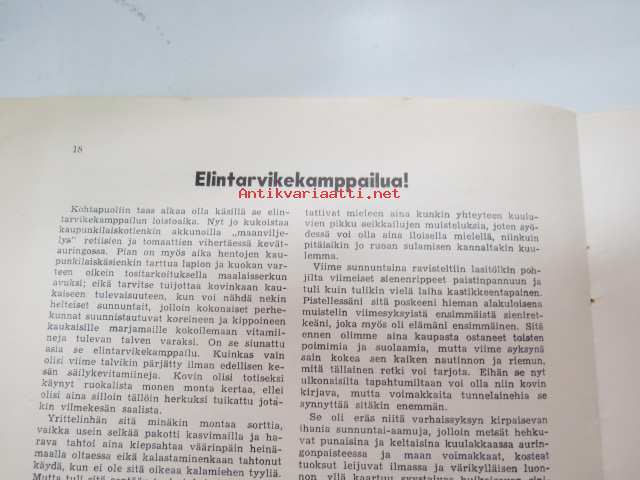 18
Elintarvikekamppailua!
Antikvariaatti.net
Kohtapuoliin taas alkaa olla käsillä se elin-
tarvikekamppailun loistoaika. Nyt jo kukoistaa
kaupunkilaiskotienkin akkunoilla „maanvilje-
lys" retiisien ja tomaattien vihertäessä kevät-
auringossa. Pian on myös aika hentojen kau-
punkilaiskäsienkin tarttua lapion ja kuokan var-
teen oikein tositarkoituksella maalaisserkun
kavuksi; eikä tarvitse tuijottaa kovinkaan kau-
kaiseen tulevaisuuteen, kun voi nähdä nekin
helteiset sunnuntait, jolloin kokonaiset perhe-
kunnat suunnistautuvat koreineen ja kippoineen
kaukaisille marjamaille kokoilemaan vitamii-
neja tulevan talven varaksi. On se siunattu
asia se elintarvikekamppailu. Kuinkas vain
olisi viime talvikin pärjätty ilman edellisen ke-
sän säilykevitamiineja. Kovin olisi totiseksi
käynyt ruokalista monen monta kertaa, ellei
olisi aina silloin tällöin herkuksi tuikattu jotä-
kin viimekesän saalista.
Yrittelinhän sitä minäkin montaa sorttia,
vaikka usein selkää pakotti kasvimailla ja ha-
rava tahtoi aina kiepsahtaa väärinpäin heinä-
maalla oltaessa eikä kalastaminenkaan tahtonut
käydä, kun ei ole sitä oikeaa kalamiehen tyyliä.
tattivat mieleen aina kunkin yhteyteen kuulu-
vien pikku seikkailujen muisteluksia, joten syö-
dessä voi olla aina iloisella mielellä, niinkuin
pitäisikin jo ruoan sulamisen kannaltakin kuu-
lemma.
Viime sunnuntaina ravisteltiin lasitölkin poh-
jilta viimeiset sienenrippeet paistinpannuun ja
tuli kuin tulikin vielä laiha kastikkeentapainen.
Pistellessäni sitä poskeeni hieman alakuloisena
muistelin viimesyksyistä ensimmäistä sieniret-
keäni, joka myös oli elämäni ensimmäinen. Sitä
ennen olimme aina kaupasta ostaneet toisten
poimimia ja suolaamia, mutta viime syksynä
sain kokea sen kaiken nautinnon ja riemun,
mitä tällainen retki voi tarjota. Eihän se nyt
ulkonaisilta tapahtumiltaan voi olla niin kovin
kirjava, mutta voimakkaita tunnelainehia se
synnyttää sitäkin enemmän.
Se oli eräs niitä varhaissyksyn kirpaisevan
ihania sunnuntai-aamuja, jolloin metsät hehku-
vat punaisina ja keltaisina kuulakkaassa aurin-
gonpaisteessa ja maan voimakkaat, kosteat
tuoksut leijuvat ilmassa ja värikylläisen luon-